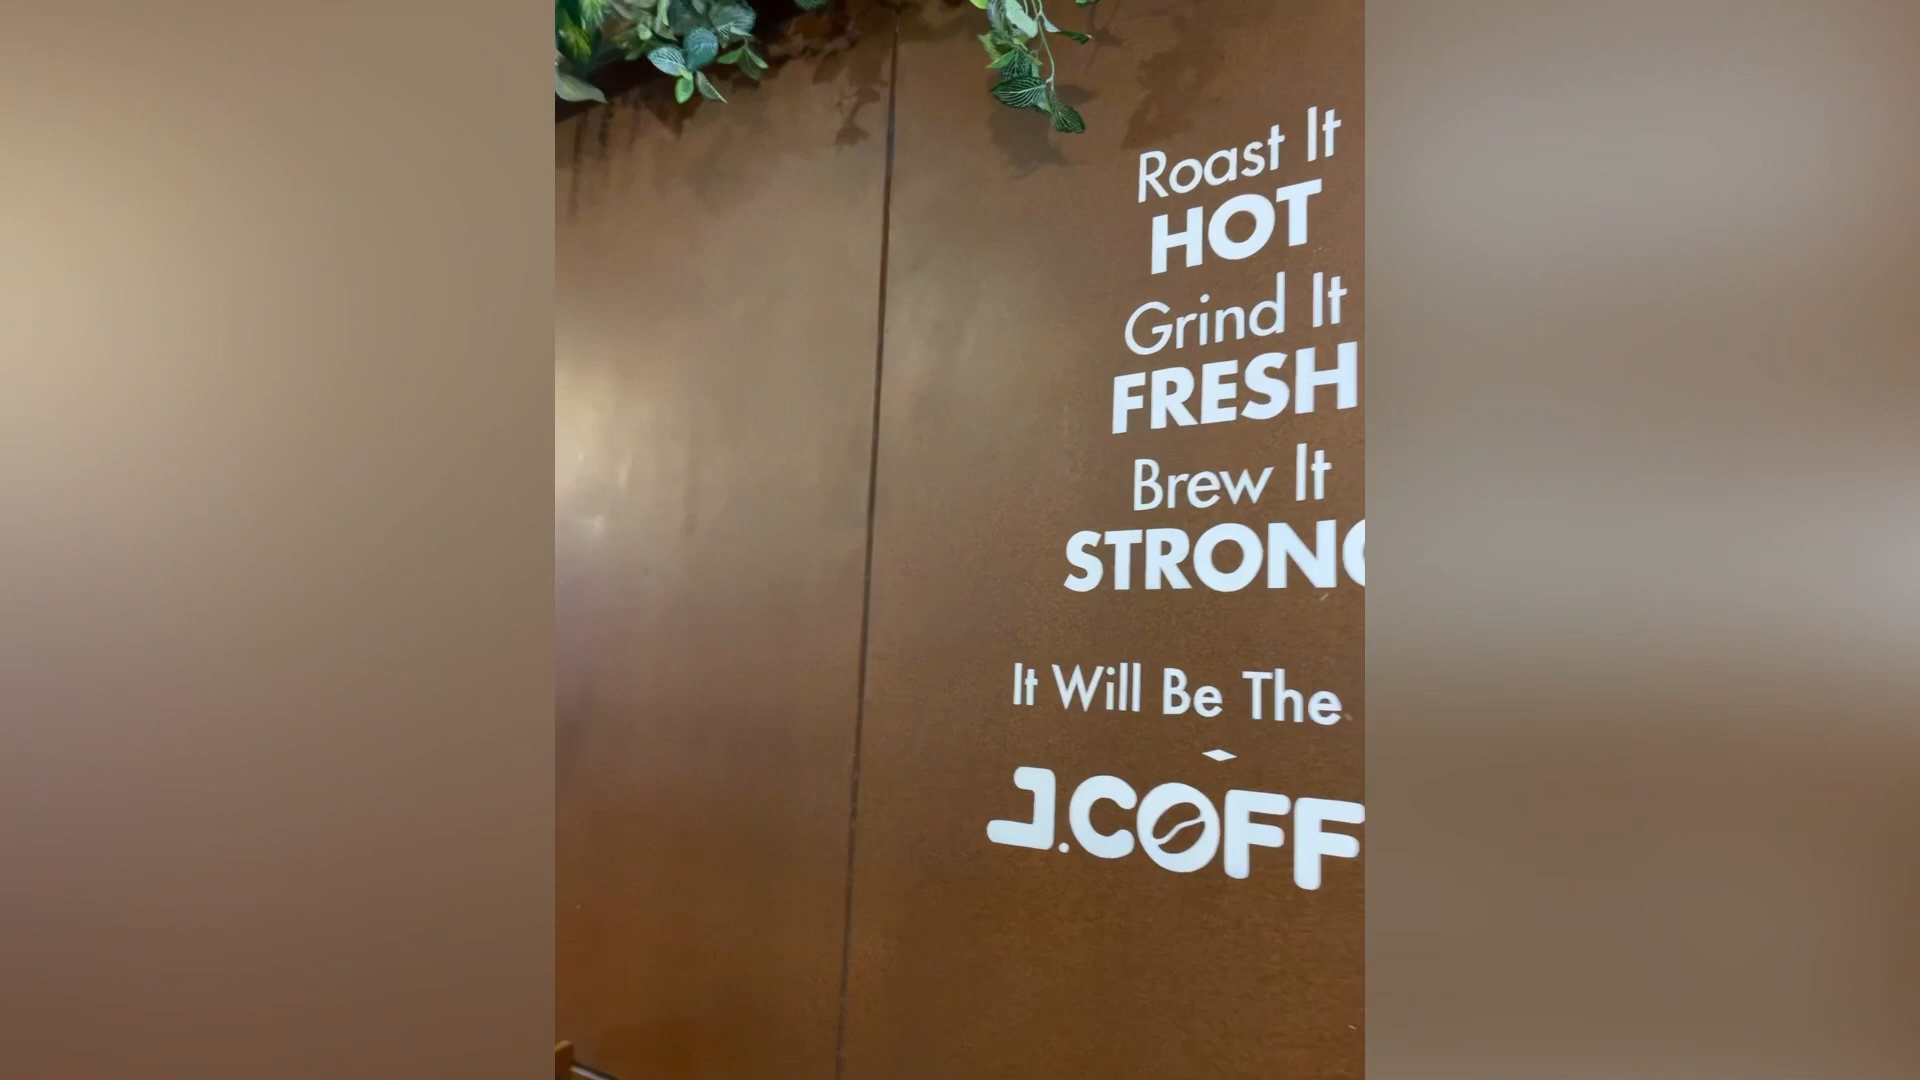 Roast It
HOT
Grind It
FRESH
Brew It
STRONG
It Will Be The
J.COFF